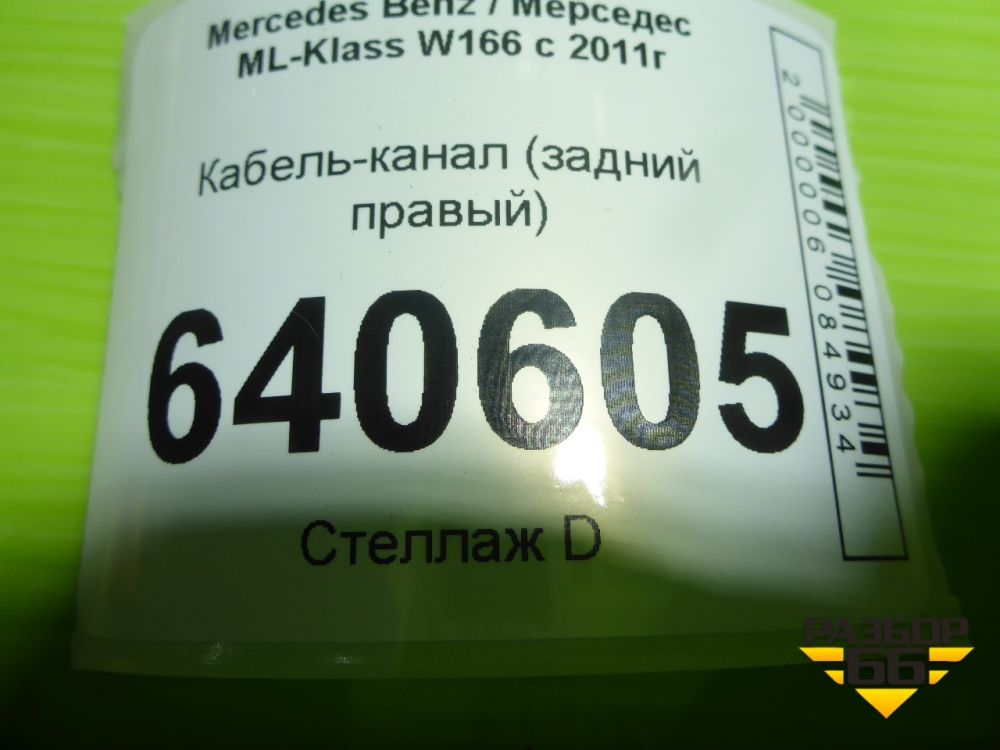 Mercedes Benz / Мерседес
ML-Klass W166 с 2011г
Кабель-канал (задний
правый)
640605
Стеллаж D
2000006084934
РАЗБОР
66